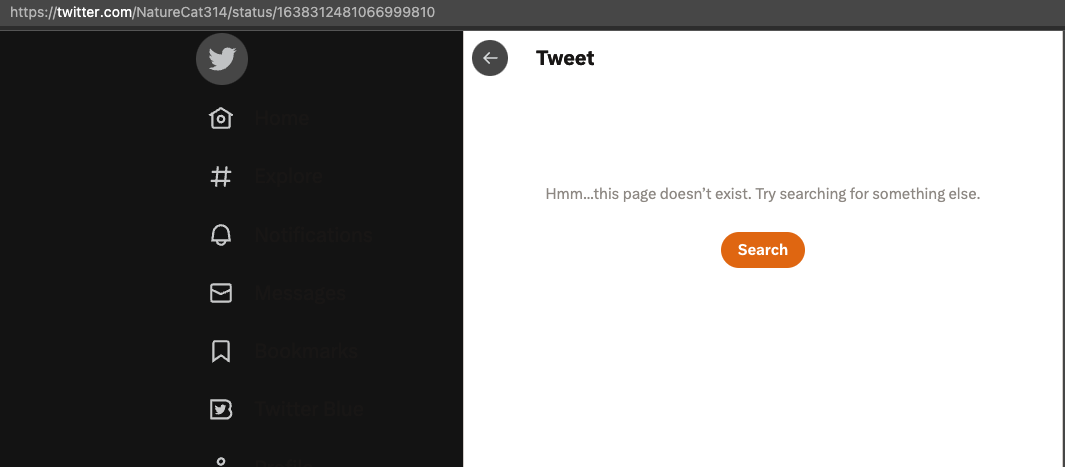 https://twitter.com/NatureCat314/status/1638312481066999810
Tweet
Home
Explore
Hmm...this page doesn't exist. Try searching for something else.
Notifications
Search
Messages
Bookmarks
Twitter Blue